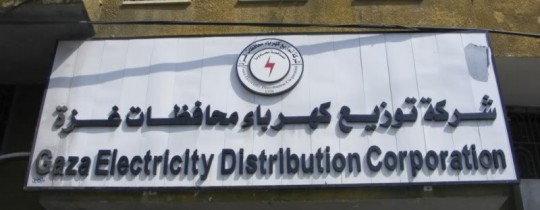 شركة توزيع كهرباء محافظات غزة
Gaza Electricity Distribution Corporation